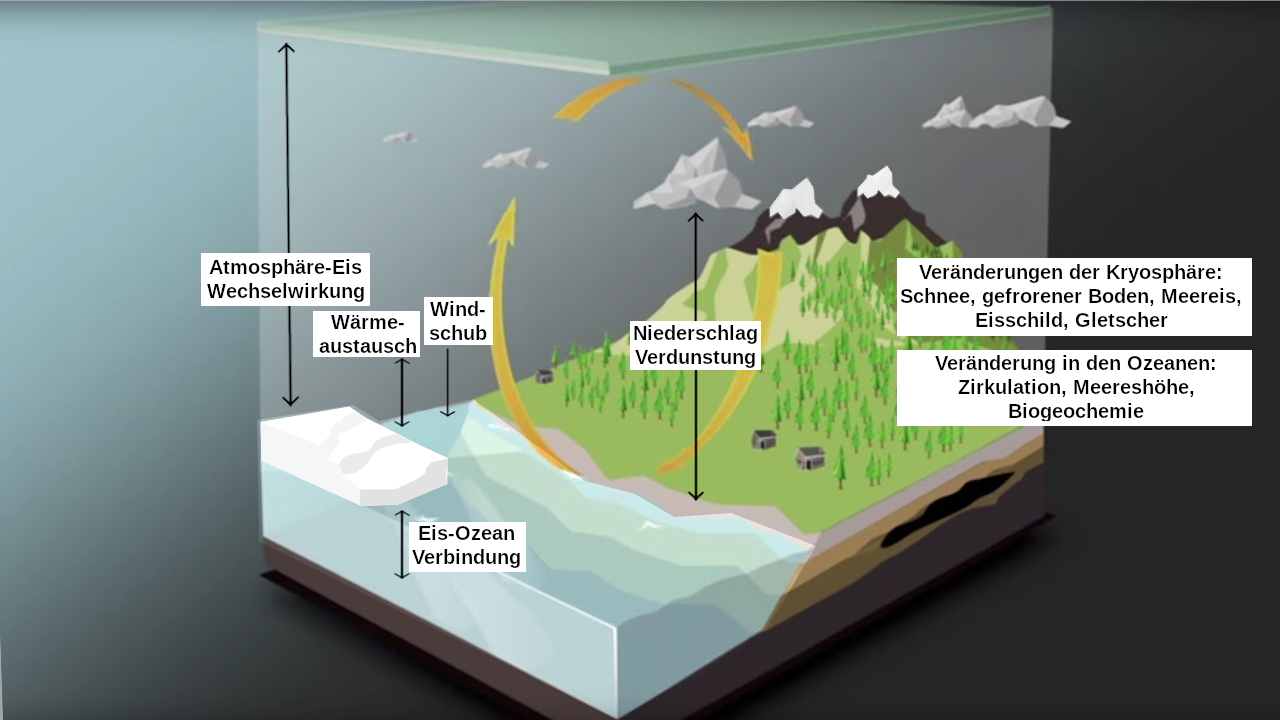 Atmosphäre-Eis
Wechselwirkung
Wärme-
austausch
Wind-
schub
Niederschlag
Verdunstung
Eis-Ozean
Verbindung
Veränderungen der Kryosphäre:
Schnee, gefrorener Boden, Meereis,
Eisschild, Gletscher
Veränderung in den Ozeanen:
Zirkulation, Meereshöhe,
Biogeochemie